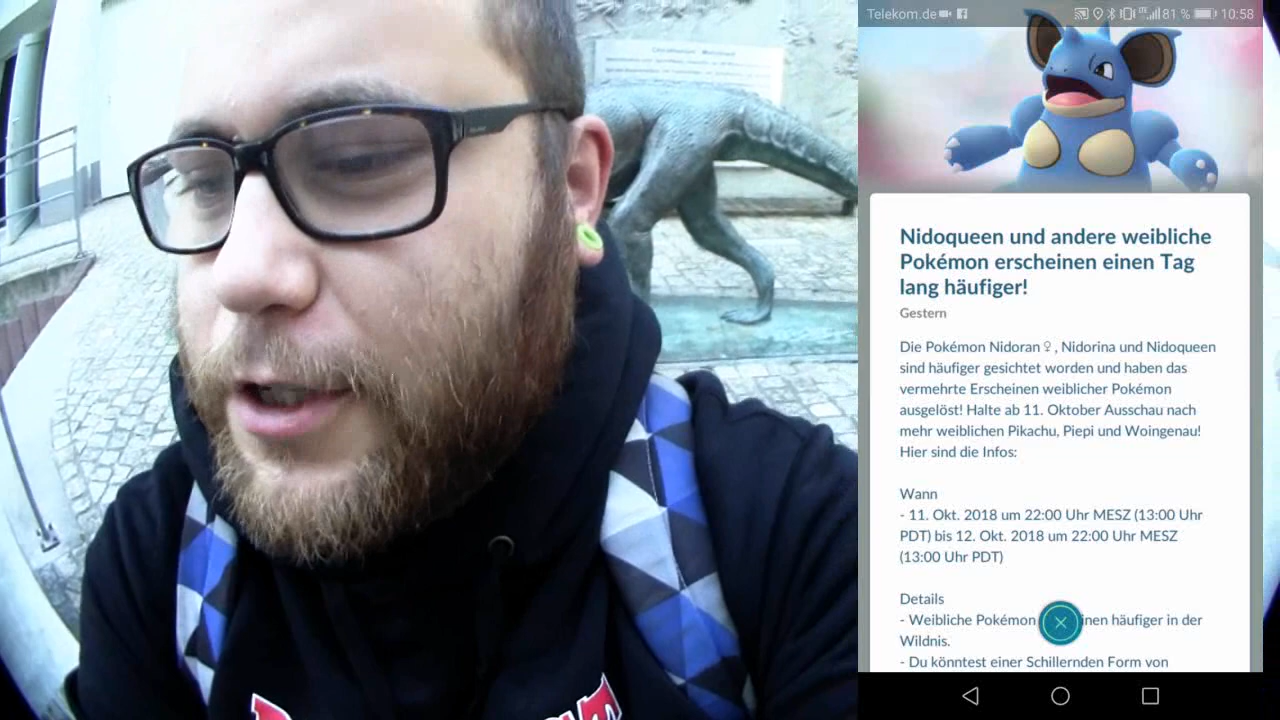 Telekom.de 81 % 10:58
Nidoqueen und andere weibliche
Pokémon erscheinen einen Tag
lang häufiger!
Gestern
Die Pokémon Nidoran♀, Nidorina und Nidoqueen
sind häufiger gesichtet worden und haben das
vermehrte Erscheinen weiblicher Pokémon
ausgelöst! Halte ab 11. Oktober Ausschau nach
mehr weiblichen Pikachu, Piepi und Woingenau!
Hier sind die Infos:
Wann
- 11. Okt. 2018 um 22:00 Uhr MESZ (13:00 Uhr
PDT) bis 12. Okt. 2018 um 22:00 Uhr MESZ
(13:00 Uhr PDT)
Details
- Weibliche Pokémon inen häufiger in der
Wildnis.
- Du könntest einer Schillernden Form von